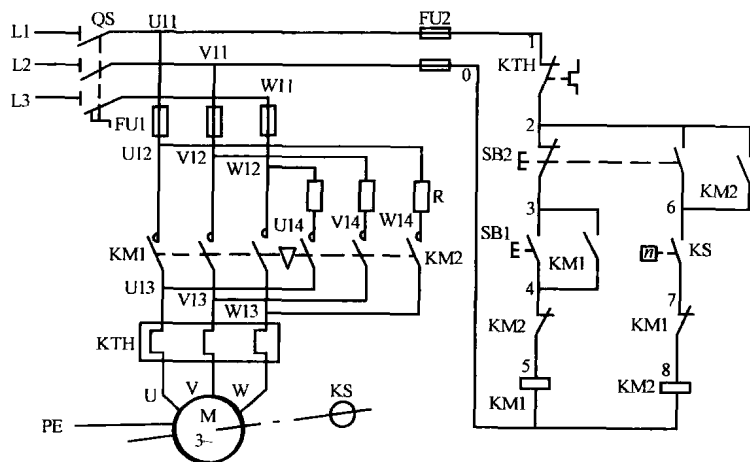 QS U11 FU2 1
L1
V11 KTH
L2 0
W11
L3
FU1
U12 V12 W12 2
SB2 KM2
R
3 6
U14 V14 W14
KM1 KM2 SB1 KM1 n KS
U13 V13 W13 4 7
KTH KM2 KM1
5 8
U V W KM1 KM2
M KS
PE 3~